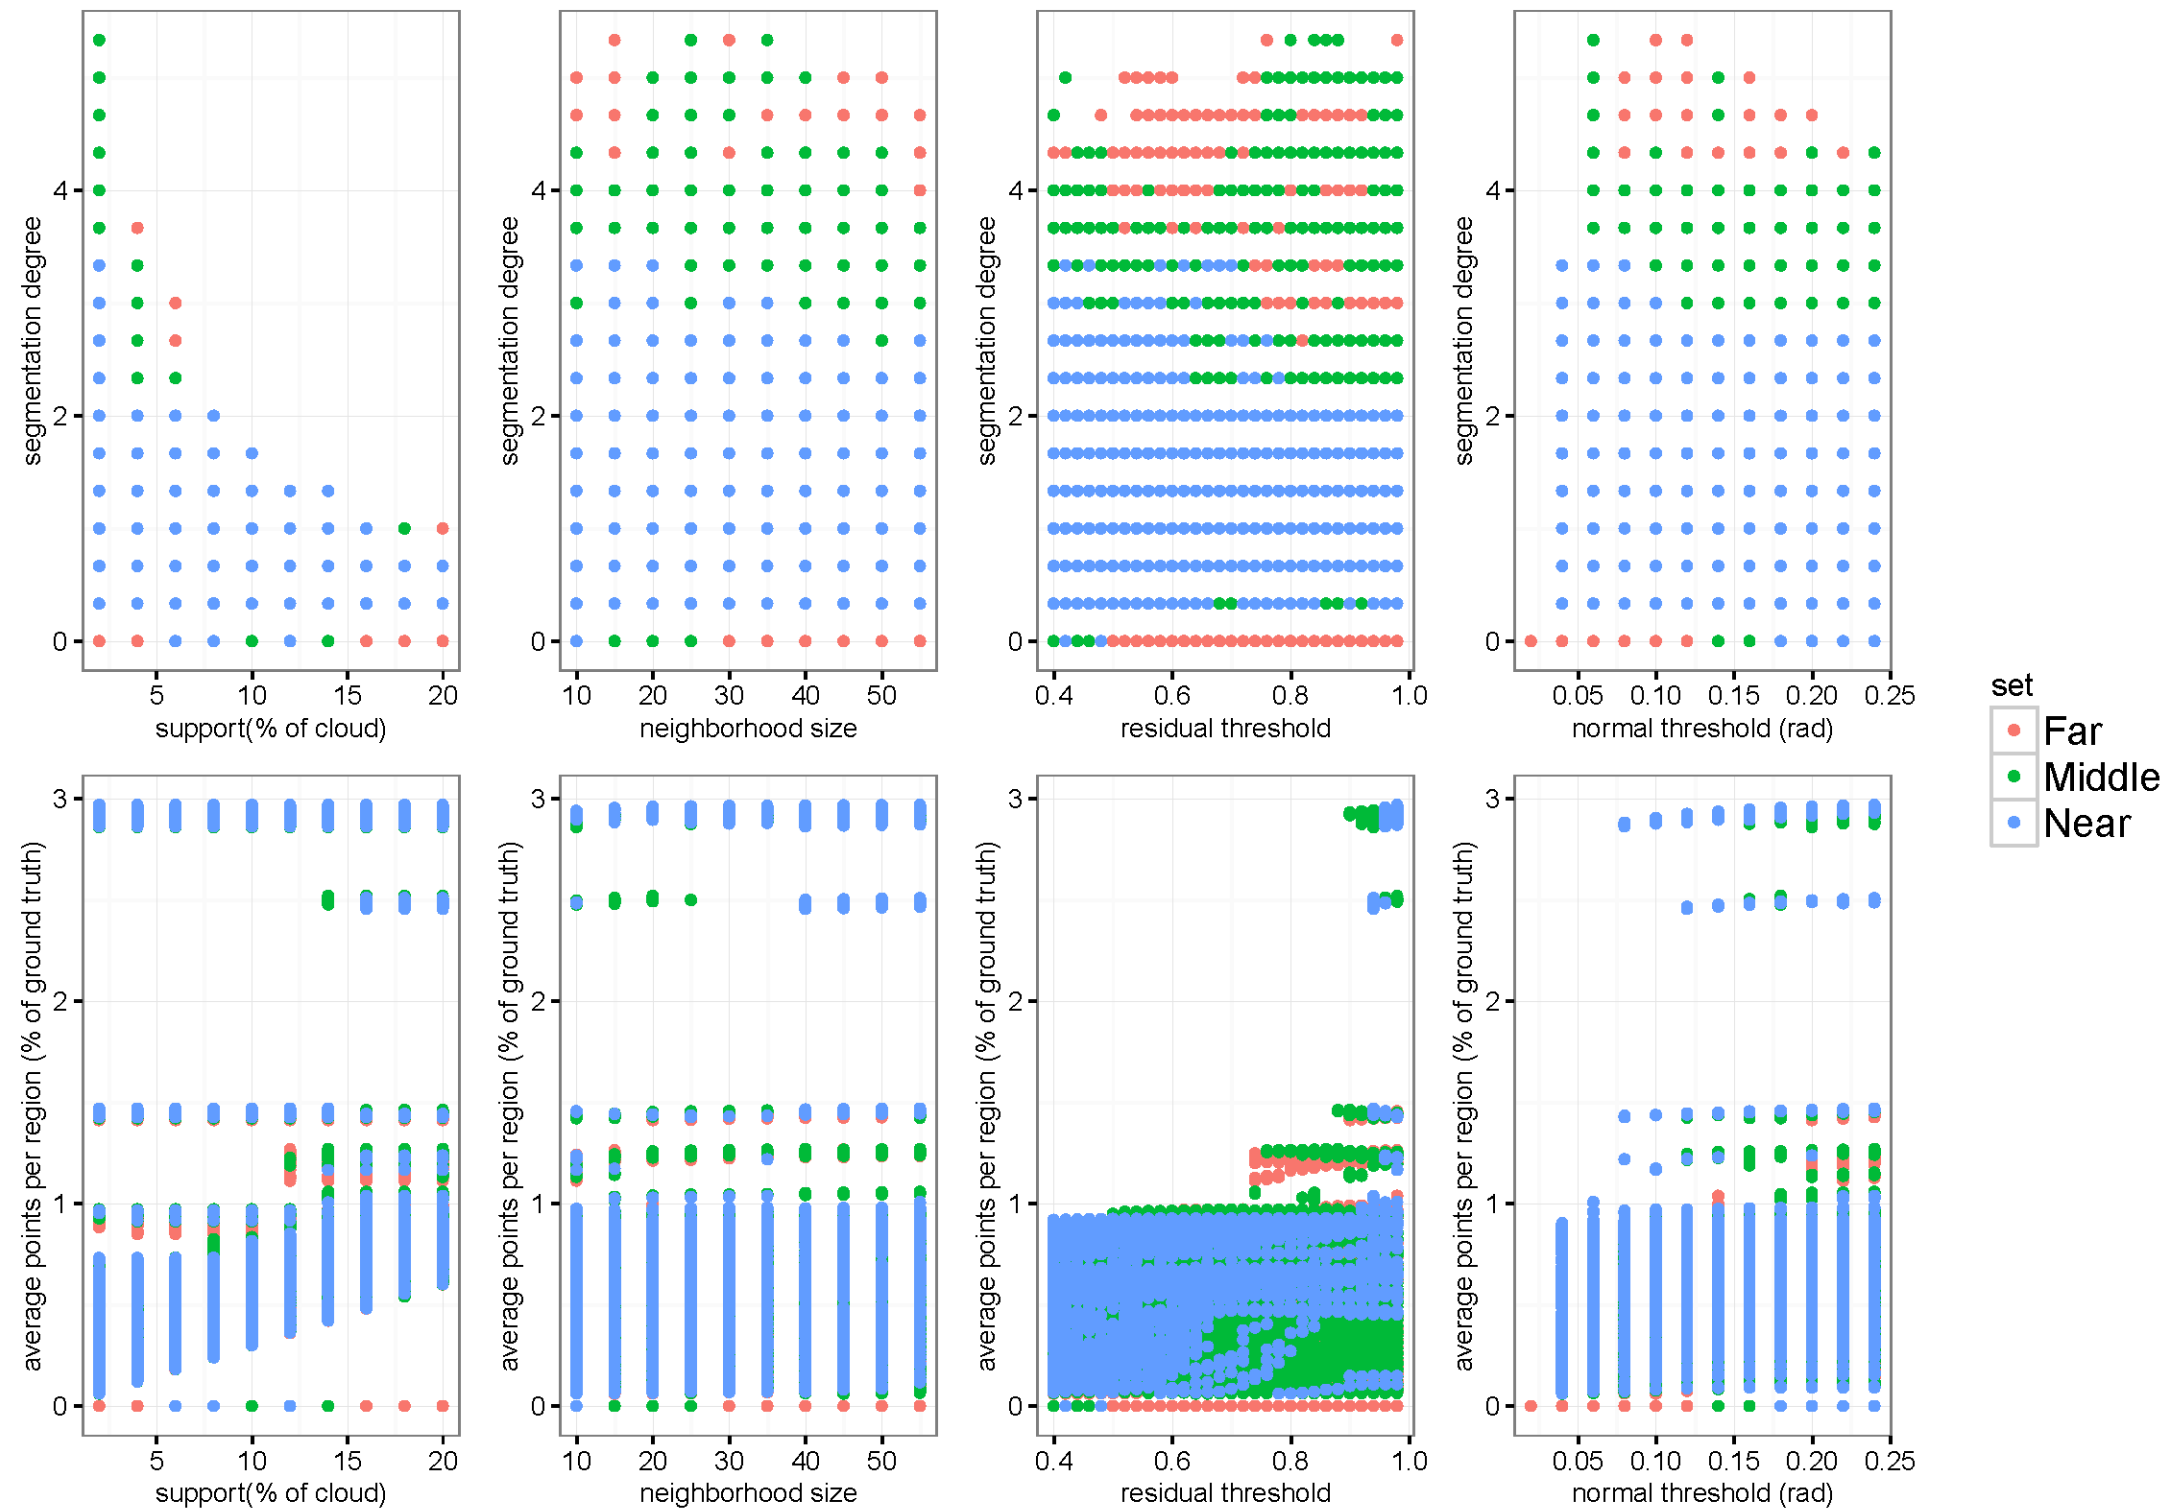 segmentation degree
4
2
0
5 10 15 20
support(% of cloud)
segmentation degree
4
2
0
10 20 30 40 50
neighborhood size
segmentation degree
4
2
0
0.4 0.6 0.8 1.0
residual threshold
segmentation degree
4
2
0
0.05 0.10 0.15 0.20 0.25
normal threshold (rad)
set
Far
Middle
Near
average points per region (% of ground truth)
3
2
1
0
5 10 15 20
support(% of cloud)
average points per region (% of ground truth)
3
2
1
0
10 20 30 40 50
neighborhood size
average points per region (% of ground truth)
3
2
1
0
0.4 0.6 0.8 1.0
residual threshold
average points per region (% of ground truth)
3
2
1
0
0.05 0.10 0.15 0.20 0.25
normal threshold (rad)